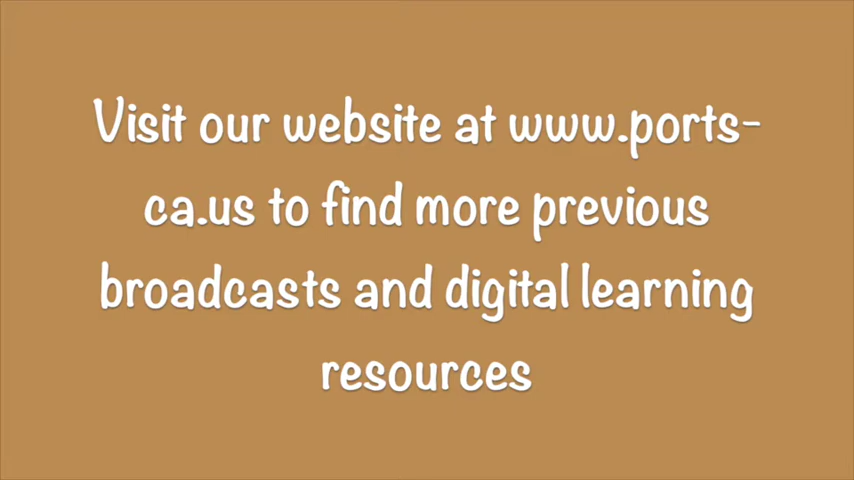 Visit our website at www.ports-
ca.us to find more previous
broadcasts and digital learning
resources